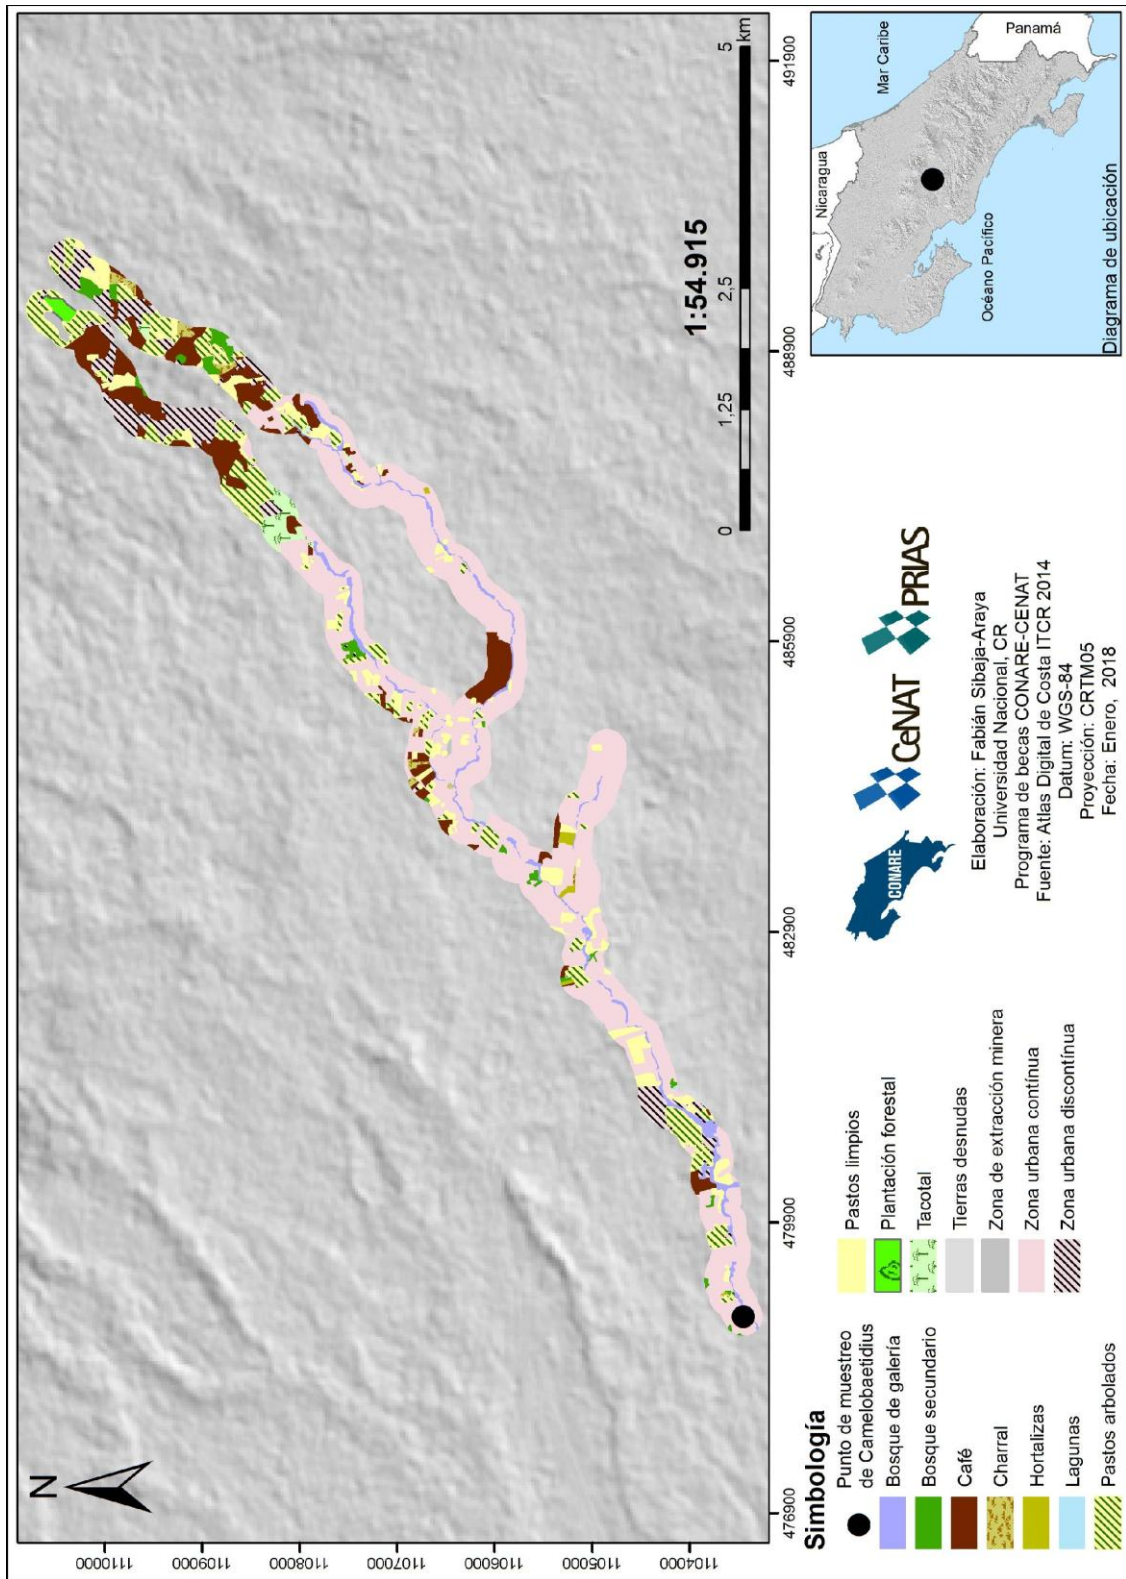 N
1110000
1109000
1108000
1107000
1106000
1105000
1104000
476900
479900
482900
485900
488900
491900
1:54.915
0
1,25
2,5
5
km
Simbología
Punto de muestreo
de Camelobaetidius
Bosque de galería
Bosque secundario
Café
Charral
Hortalizas
Lagunas
Pastos arbolados
Pastos limpios
Plantación forestal
Tacotal
Tierras desnudas
Zona de extracción minera
Zona urbana contínua
Zona urbana discontínua
CONARE
CeNAT
PRIAS
Elaboración: Fabián Sibaja-Araya
Universidad Nacional, CR
Programa de becas CONARE-CENAT
Fuente: Atlas Digital de Costa ITCR 2014
Datum: WGS-84
Proyección: CRTM05
Fecha: Enero, 2018
Nicaragua
Mar Caribe
Panamá
Océano Pacífico
Diagrama de ubicación